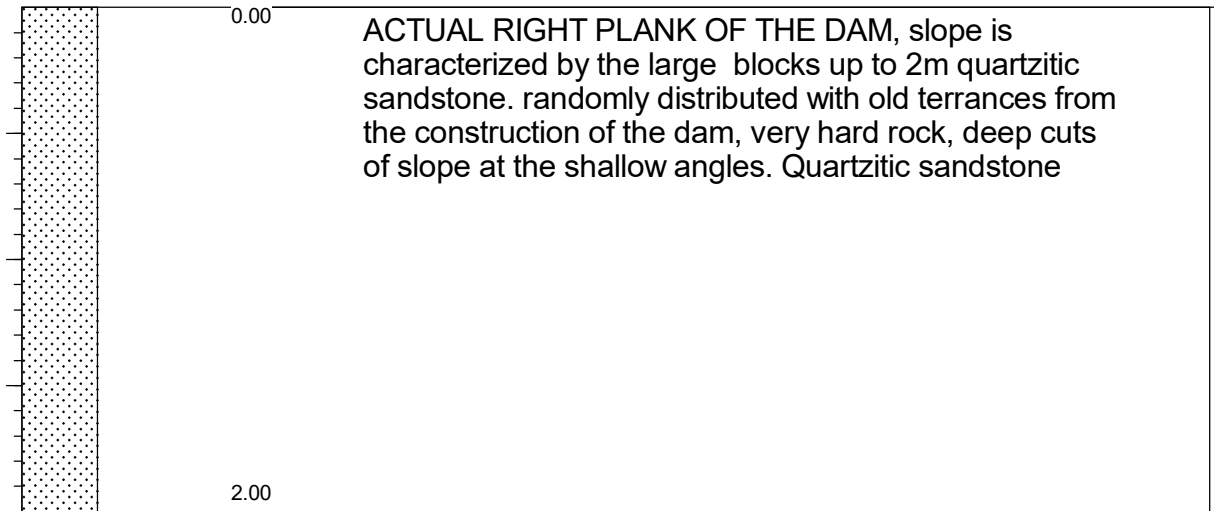 0.00
ACTUAL RIGHT PLANK OF THE DAM, slope is
characterized by the large  blocks up to 2m quartzitic
sandstone. randomly distributed with old terrances from
the construction of the dam, very hard rock, deep cuts
of slope at the shallow angles. Quartzitic sandstone
2.00